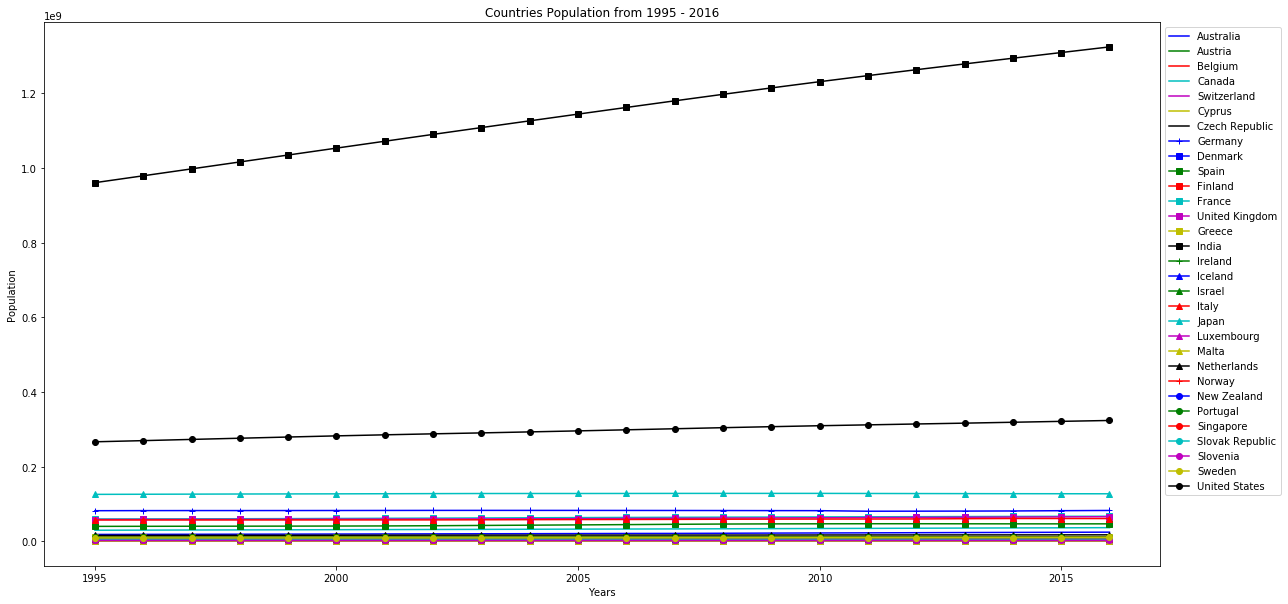 Countries Population from 1995 - 2016
1e9
1.2
1.0
0.8
0.6
0.4
0.2
0.0
Population
1995
2000
2005
2010
2015
Years
Australia
Austria
Belgium
Canada
Switzerland
Cyprus
Czech Republic
Germany
Denmark
Spain
Finland
France
United Kingdom
Greece
India
Ireland
Iceland
Israel
Italy
Japan
Luxembourg
Malta
Netherlands
Norway
New Zealand
Portugal
Singapore
Slovak Republic
Slovenia
Sweden
United States